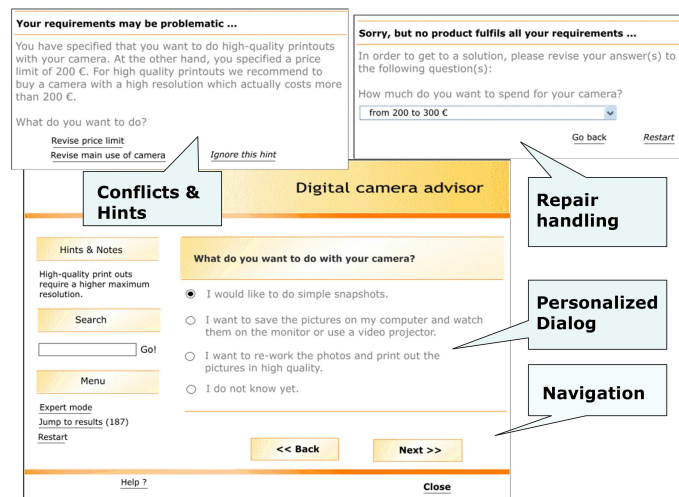 Your requirements may be problematic ...
You have specified that you want to do high-quality printouts
with your camera. At the other hand, you specified a price
limit of 200 €. For high quality printouts we recommend to
buy a camera with a high resolution which actually costs more
than 200 €.
What do you want to do?
Revise price limit
Revise main use of camera
Ignore this hint
Sorry, but no product fulfils all your requirements ...
In order to get to a solution, please revise your answer(s) to
the following question(s):
How much do you want to spend for your camera?
from 200 to 300 €
Go back
Restart
Conflicts &
Hints
Digital camera advisor
Repair
handling
Hints & Notes
High-quality print outs
require a higher maximum
resolution.
Search
Go!
Menu
Expert mode
Jump to results (187)
Restart
What do you want to do with your camera?
I would like to do simple snapshots.
I want to save the pictures on my computer and watch
them on the monitor or use a video projector.
I want to re-work the photos and print out the
pictures in high quality.
I do not know yet.
Personalized
Dialog
Navigation
<< Back
Next >>
Help ?
Close